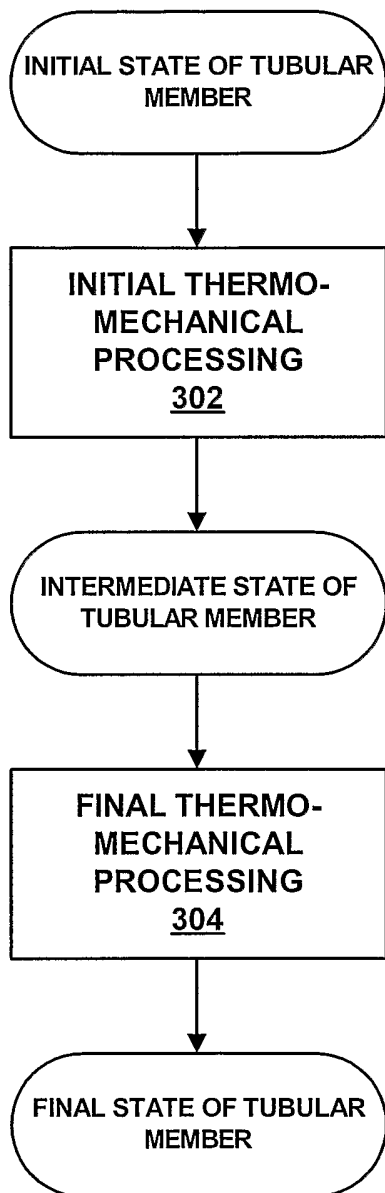 INITIAL STATE OF TUBULAR
MEMBER
INITIAL THERMO-
MECHANICAL
PROCESSING
302
INTERMEDIATE STATE OF
TUBULAR MEMBER
FINAL THERMO-
MECHANICAL
PROCESSING
304
FINAL STATE OF TUBULAR
MEMBER